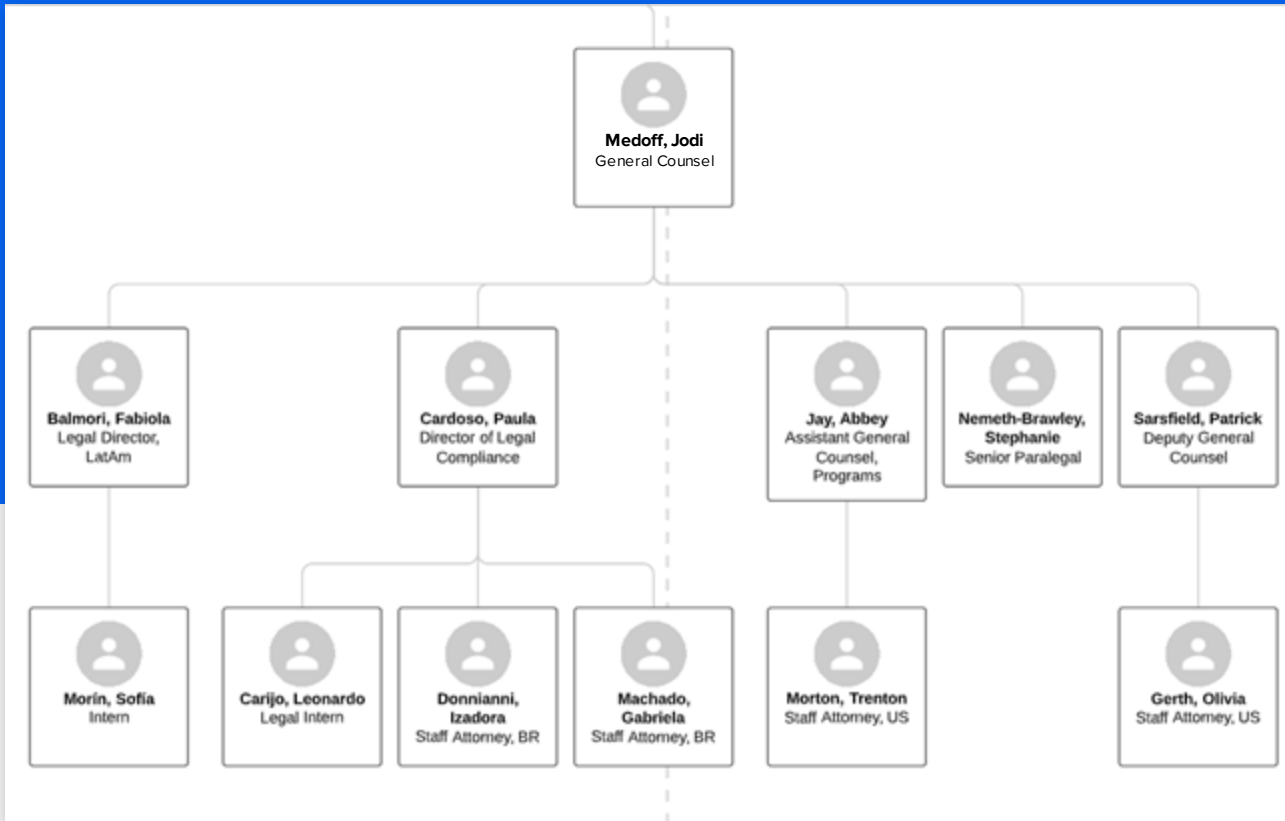 Medoff, Jodi
General Counsel
Balmori, Fabiola
Legal Director,
LatAm
Cardoso, Paula
Director of Legal
Compliance
Jay, Abbey
Assistant General
Counsel,
Programs
Nemeth-Brawley,
Stephanie
Senior Paralegal
Sarsfield, Patrick
Deputy General
Counsel
Morín, Sofía
Intern
Carijo, Leonardo
Legal Intern
Donnianni,
Izadora
Staff Attorney, BR
Machado,
Gabriela
Staff Attorney, BR
Morton, Trenton
Staff Attorney, US
Gerth, Olivia
Staff Attorney, US